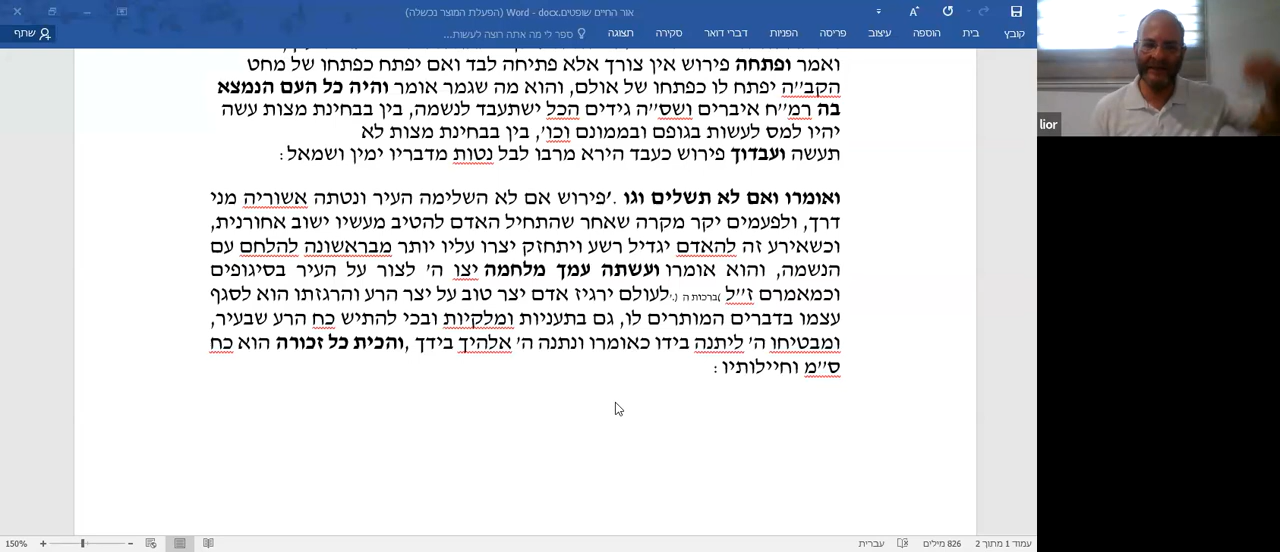 אור החיים שופטים.docx - Word (הפעלת המוצר נכשלה)
קובץ בית הוספה עיצוב פריסה הפניות דברי דואר סקירה תצוגה ספר לי מה אתה רוצה לעשות... שתף
ואמר ופתחה פירוש אין צורך אלא פתיחה לבד ואם יפתח כפתחו של מחט
הקב''ה יפתח לו כפתחו של אולם, והוא מה שגמר אומר והיה כל העם הנמצא
בה רמ''ח איברים ושס''ה גידים הכל ישתעבד לנשמה, בין בבחינת מצות עשה
יהיו למס לעשות בגופם ובממונם וכו', בין בבחינת מצות לא
תעשה ועבדוך פירוש כעבד הירא מרבו לבל נטות מדבריו ימין ושמאל :
ואומרו ואם לא תשלים וגו .'פירוש אם לא השלימה העיר ונטתה אשוריה מני
דרך, ולפעמים יקר מקרה שאחר שהתחיל האדם להטיב מעשיו ישוב אחורנית,
וכשאירע זה להאדם יגדיל רשע ויתחזק יצרו עליו יותר מבראשונה להלחם עם
הנשמה, והוא אומרו ועשתה עמך מלחמה יצו ה' לצור על העיר בסיגופים
וכמאמרם ז''ל )ברכות ה (.'לעולם ירגיז אדם יצר טוב על יצר הרע והרגזתו הוא לסגף
עצמו בדברים המותרים לו, גם בתעניות ומלקיות ובכי להתיש כח הרע שבעיר,
ומבטיחו ה' ליתנה בידו כאומרו ונתנה ה' אלהיך בידך ,והכית כל זכורה הוא כח
ס''מ וחיילותיו :
lior
עמוד 1 מתוך 2 826 מילים עברית 150%